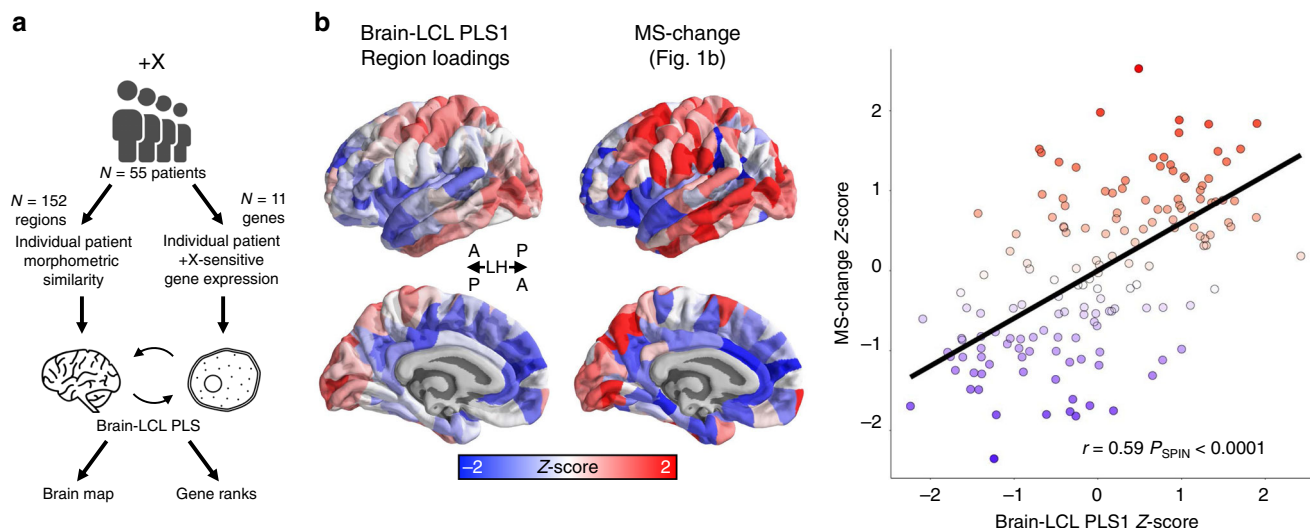 a
+X
N = 55 patients
N = 152
regions
N = 11
genes
Individual patient
morphometric
similarity
Individual patient
+X-sensitive
gene expression
Brain-LCL PLS
Brain map
Gene ranks
b
Brain-LCL PLS1
Region loadings
MS-change
(Fig. 1b)
A P
LH
P A
–2 Z-score 2
MS-change Z-score
2
1
0
–1
–2
r = 0.59 PSPIN < 0.0001
–2 –1 0 1 2
Brain-LCL PLS1 Z-score